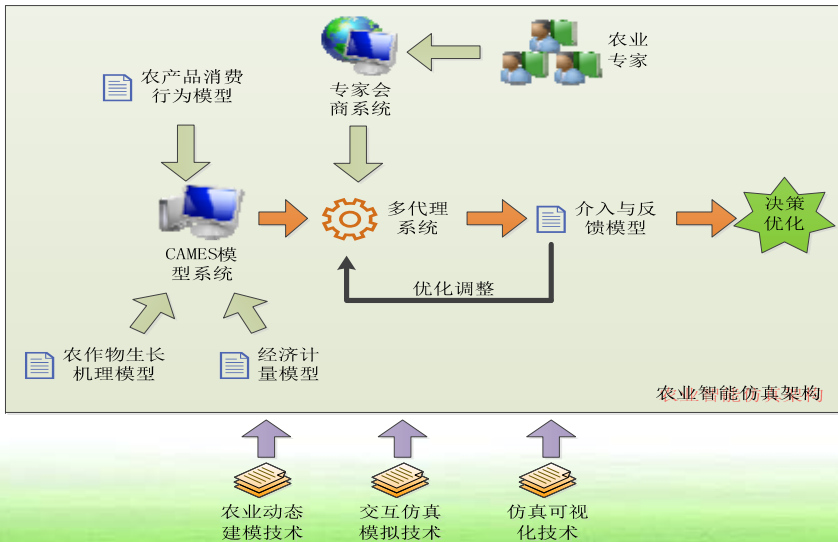 农业
专家
农产品消费
行为模型
专家会
商系统
多代理
系统
介入与反
馈模型
决策
优化
CAMES模
型系统
优化调整
农作物生长
机理模型
经济计
量模型
农业智能仿真架构
农业动态
建模技术
交互仿真
模拟技术
仿真可视
化技术